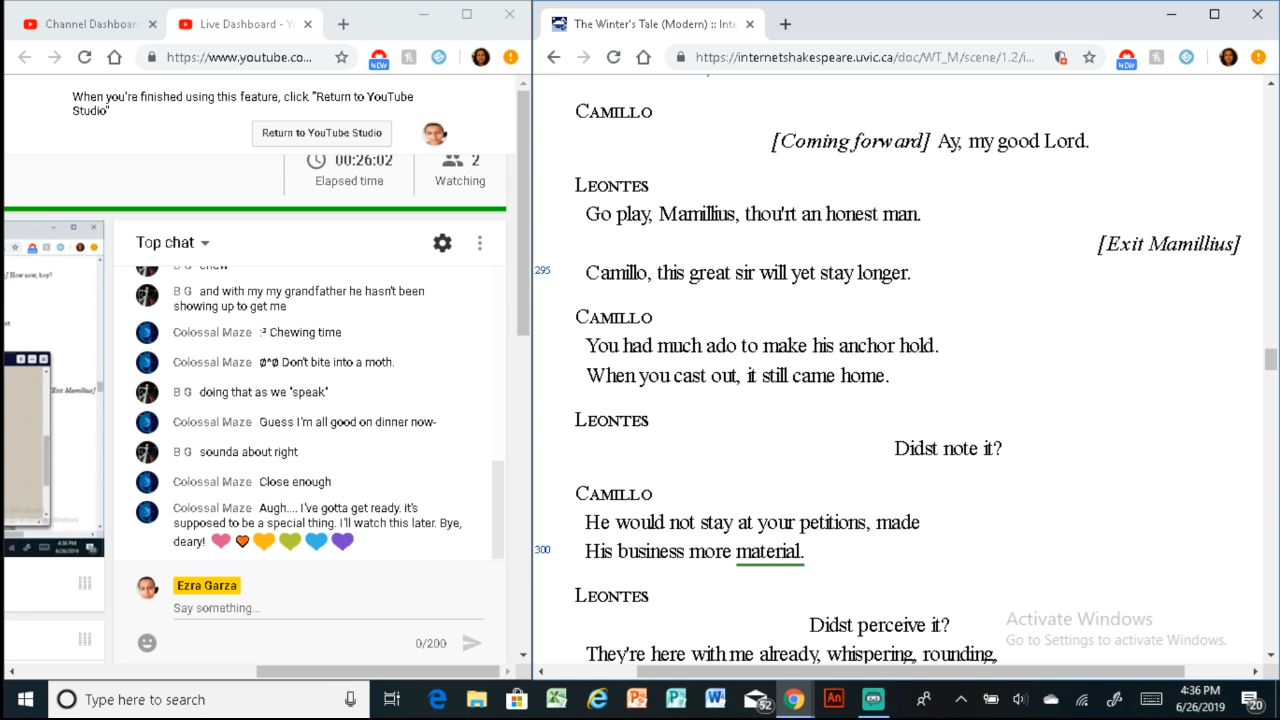 Channel Dashboard
Live Dashboard - Yo
The Winter's Tale (Modern) :: Inte
https://www.youtube.co...
NEW
https://internetshakespeare.uvic.ca/doc/WT_M/scene/1.2/i...
NEW
When you're finished using this feature, click "Return to YouTube
Studio"
Return to YouTube Studio
00:26:02
Elapsed time
2
Watching
Top chat
B G and with my my grandfather he hasn't been
showing up to get me
Colossal Maze :³ Chewing time
Colossal Maze ø^ø Don't bite into a moth.
B G doing that as we "speak"
Colossal Maze Guess I'm all good on dinner now-
B G sounda about right
Colossal Maze Close enough
Colossal Maze Augh.... I've gotta get ready. it's
supposed to be a special thing. I'll watch this later. Bye,
deary!
Ezra Garza
Say something...
0/200
CAMILLO
[Coming forward] Ay, my good Lord.
LEONTES
Go play, Mamillius, thou'rt an honest man.
[Exit Mamillius]
295 Camillo, this great sir will yet stay longer.
CAMILLO
You had much ado to make his anchor hold.
When you cast out, it still came home.
LEONTES
Didst note it?
CAMILLO
He would not stay at your petitions, made
300 His business more material.
LEONTES
Didst perceive it?
They're here with me already, whispering, rounding,
Activate Windows
Go to Settings to activate Windows.
Type here to search
52
An
4:36 PM
6/26/2019
20